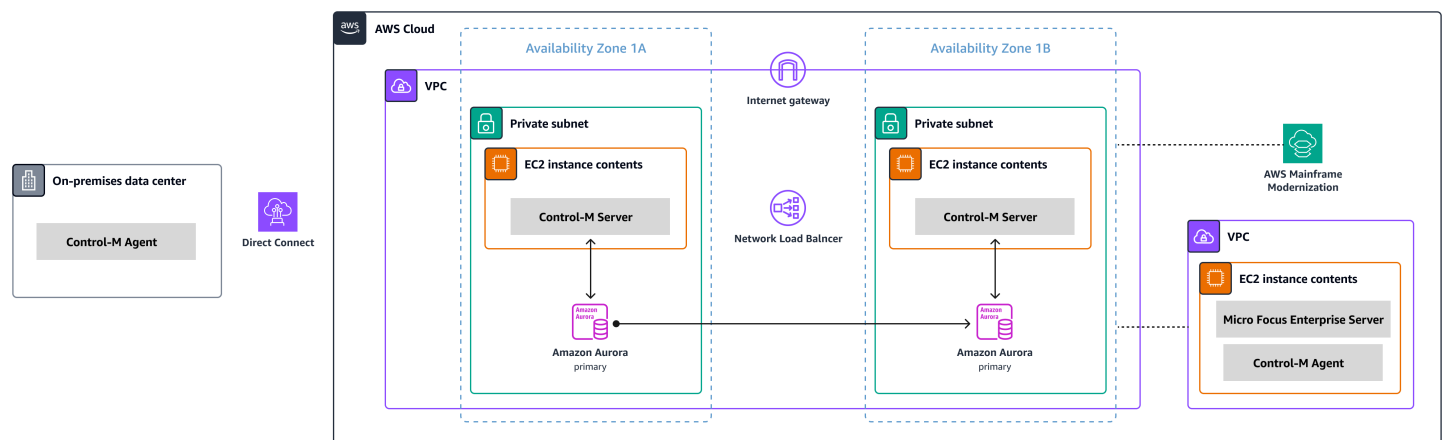 aws
AWS Cloud
Availability Zone 1A
Availability Zone 1B
VPC
Internet gateway
Private subnet
Private subnet
EC2 instance contents
EC2 instance contents
AWS Mainframe
Modernization
On-premises data center
Control-M Server
Control-M Server
Control-M Agent
Direct Connect
Network Load Balncer
VPC
EC2 instance contents
Amazon
Aurora
Amazon
Aurora
Micro Focus Enterprise Server
Amazon Aurora
primary
Amazon Aurora
primary
Control-M Agent